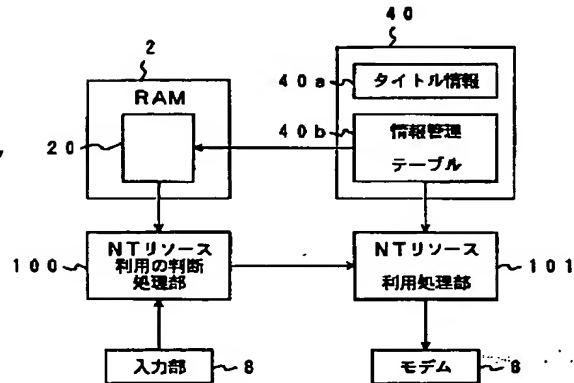 40
2
RAM
40a
タイトル情報
40b
情報管理
テーブル
20
100
NTリソース
利用の判断
処理部
NTリソース
利用処理部
101
入力部
8
モデム
6